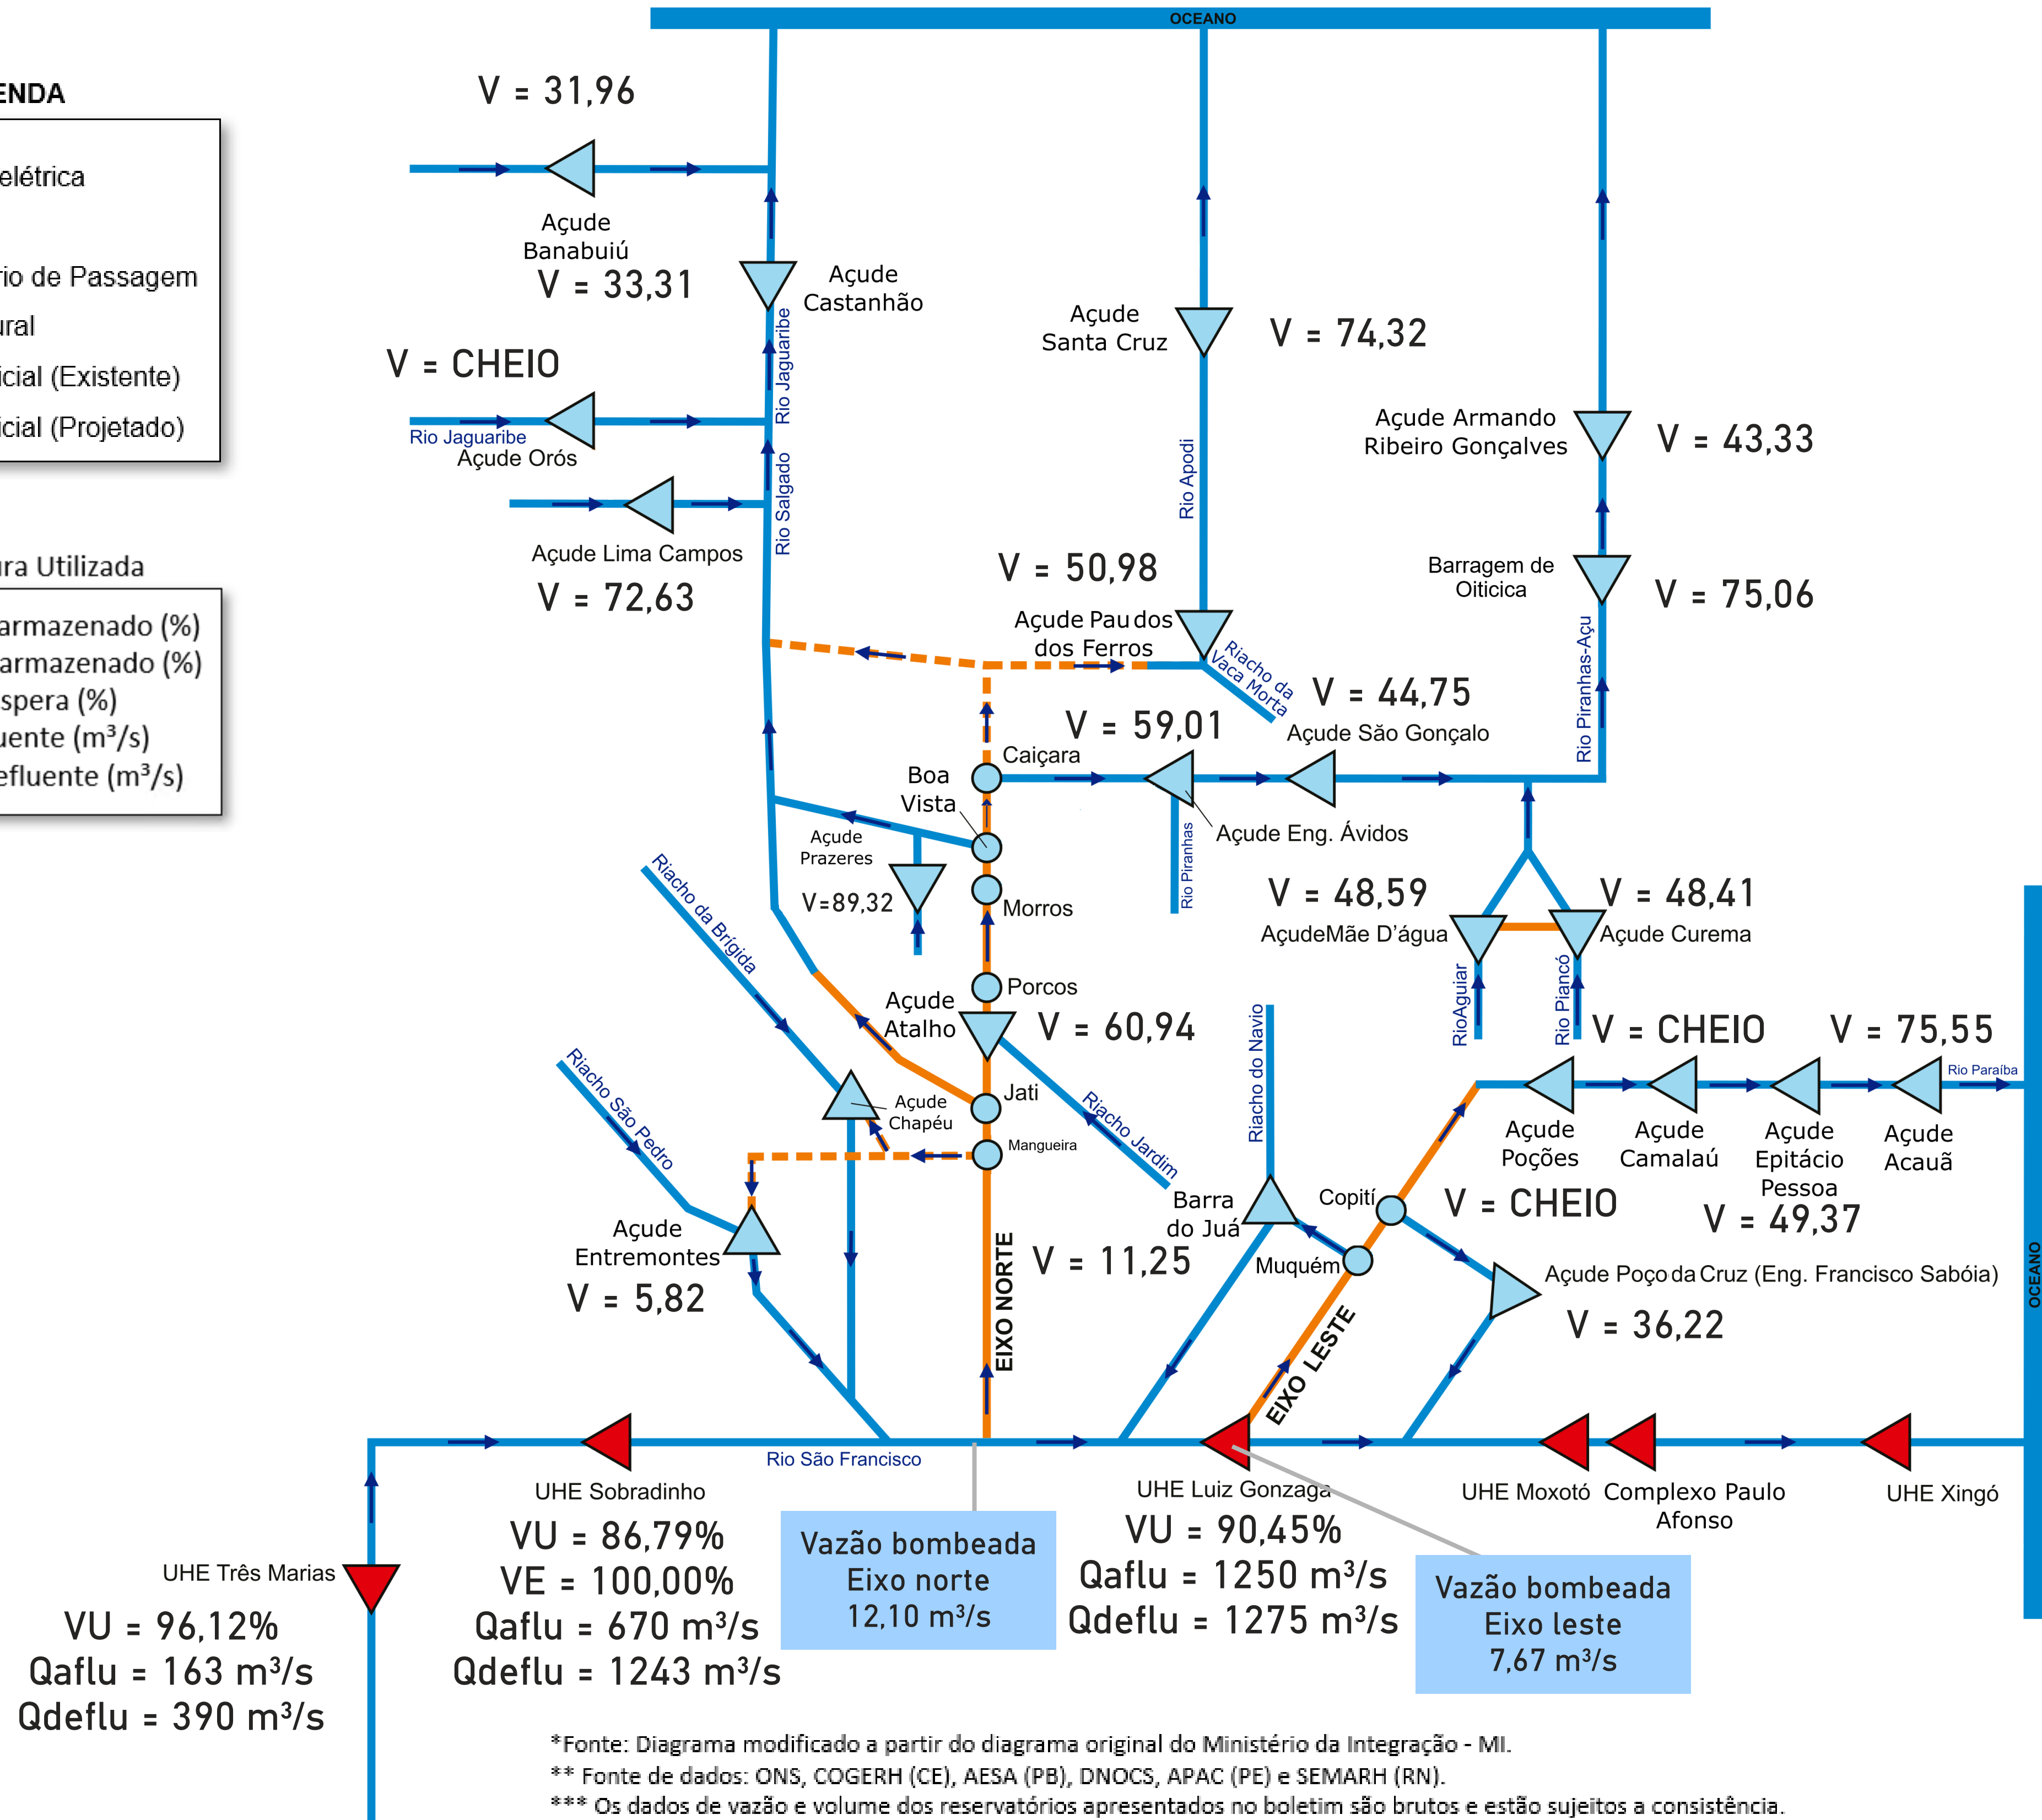 OCEANO
ENDA
elétrica
rio de Passagem
ural
icial (Existente)
icial (Projetado)
ura Utilizada
armazenado (%)
armazenado (%)
spera (%)
uente (m³/s)
efluente (m³/s)
V = 31,96
Açude
Banabuiú
V = 33,31
Açude
Castanhão
Rio Jaguaribe
V = CHEIO
Rio Jaguaribe
Açude Orós
Rio Salgado
Açude Lima Campos
V = 72,63
Açude
Santa Cruz
V = 74,32
Rio Apodi
Açude Armando
Ribeiro Gonçalves
V = 43,33
Barragem de
Oiticica
V = 75,06
Rio Piranhas-Açu
V = 50,98
Açude Pau dos
dos Ferros
Riacho da
Vaca Morta
V = 44,75
Açude São Gonçalo
V = 59,01
Caiçara
Boa
Vista
Açude Eng. Ávidos
Rio Piranhas
Açude
Prazeres
V=89,32
Morros
Riacho da Brígida
V = 48,59
AçudeMãe D'água
V = 48,41
Açude Curema
RioAguiar
Rio Piancó
Porcos
Açude
Atalho
V = 60,94
Riacho do Navio
V = CHEIO
V = 75,55
Rio Paraíba
Riacho São Pedro
Açude
Chapéu
Jati
Mangueira
Riacho Jardim
Açude
Poções
Açude
Camalaú
Açude
Epitácio
Pessoa
V = 49,37
Açude
Acauã
Barra
do Juá
Copití
V = CHEIO
Açude
Entremontes
V = 5,82
EIXO NORTE
V = 11,25
Muquém
Açude Poço da Cruz (Eng. Francisco Sabóia)
V = 36,22
EIXO LESTE
OCEANO
Rio São Francisco
UHE Sobradinho
VU = 86,79%
VE = 100,00%
Qaflu = 670 m³/s
Qdeflu = 1243 m³/s
Vazão bombeada
Eixo norte
12,10 m³/s
UHE Luiz Gonzaga
VU = 90,45%
Qaflu = 1250 m³/s
Qdeflu = 1275 m³/s
Vazão bombeada
Eixo leste
7,67 m³/s
UHE Moxotó
Complexo Paulo
Afonso
UHE Xingó
UHE Três Marias
VU = 96,12%
Qaflu = 163 m³/s
Qdeflu = 390 m³/s
*Fonte: Diagrama modificado a partir do diagrama original do Ministério da Integração - MI.
** Fonte de dados: ONS, COGERH (CE), AESA (PB), DNOCS, APAC (PE) e SEMARH (RN).
*** Os dados de vazão e volume dos reservatórios apresentados no boletim são brutos e estão sujeitos a consistência.